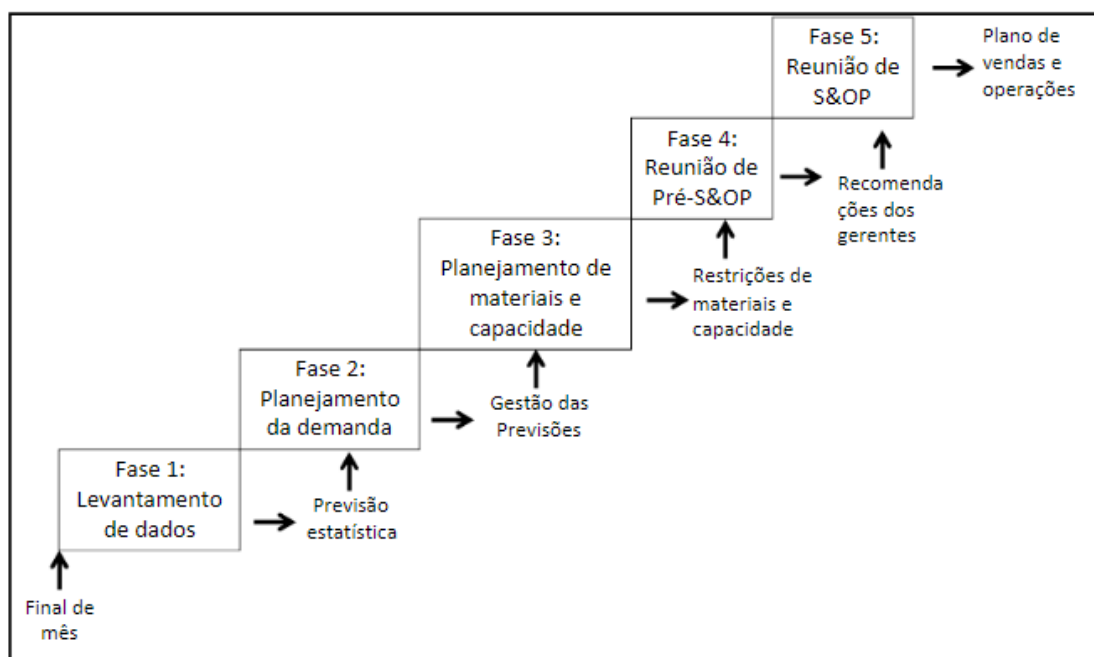 Fase 5:
Reunião de
S&OP
Plano de
vendas e
operações
Fase 4:
Reunião de
Pré-S&OP
Recomenda
ções dos
gerentes
Fase 3:
Planejamento de
materiais e
capacidade
Restrições de
materiais e
capacidade
Fase 2:
Planejamento
da demanda
Gestão das
Previsões
Fase 1:
Levantamento
de dados
Previsão
estatística
Final de
mês